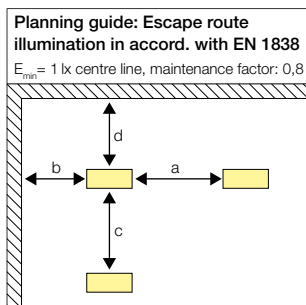 Planning guide: Escape route
illumination in accord. with EN 1838
Emin= 1 lx centre line, maintenance factor: 0,8
d
b
a
c